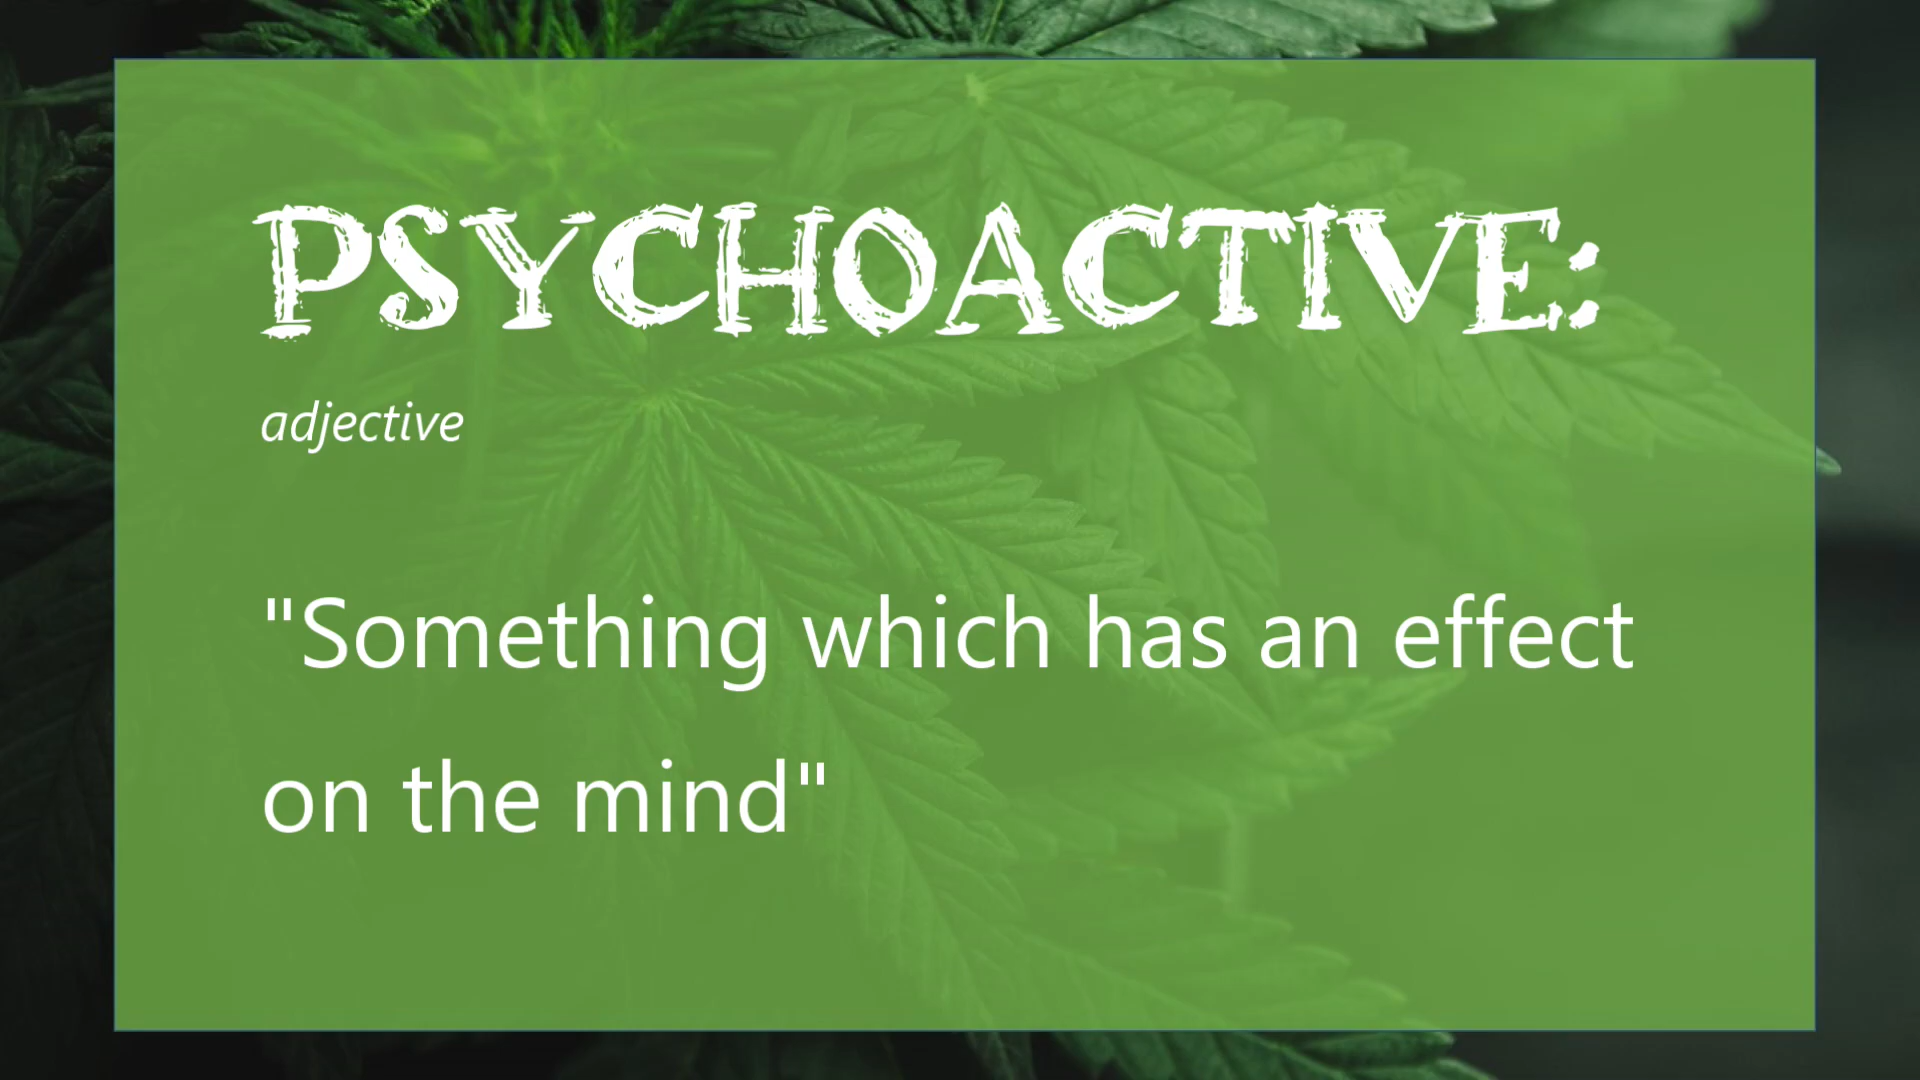 PSYCHOACTIVE:
adjective
"Something which has an effect
on the mind"